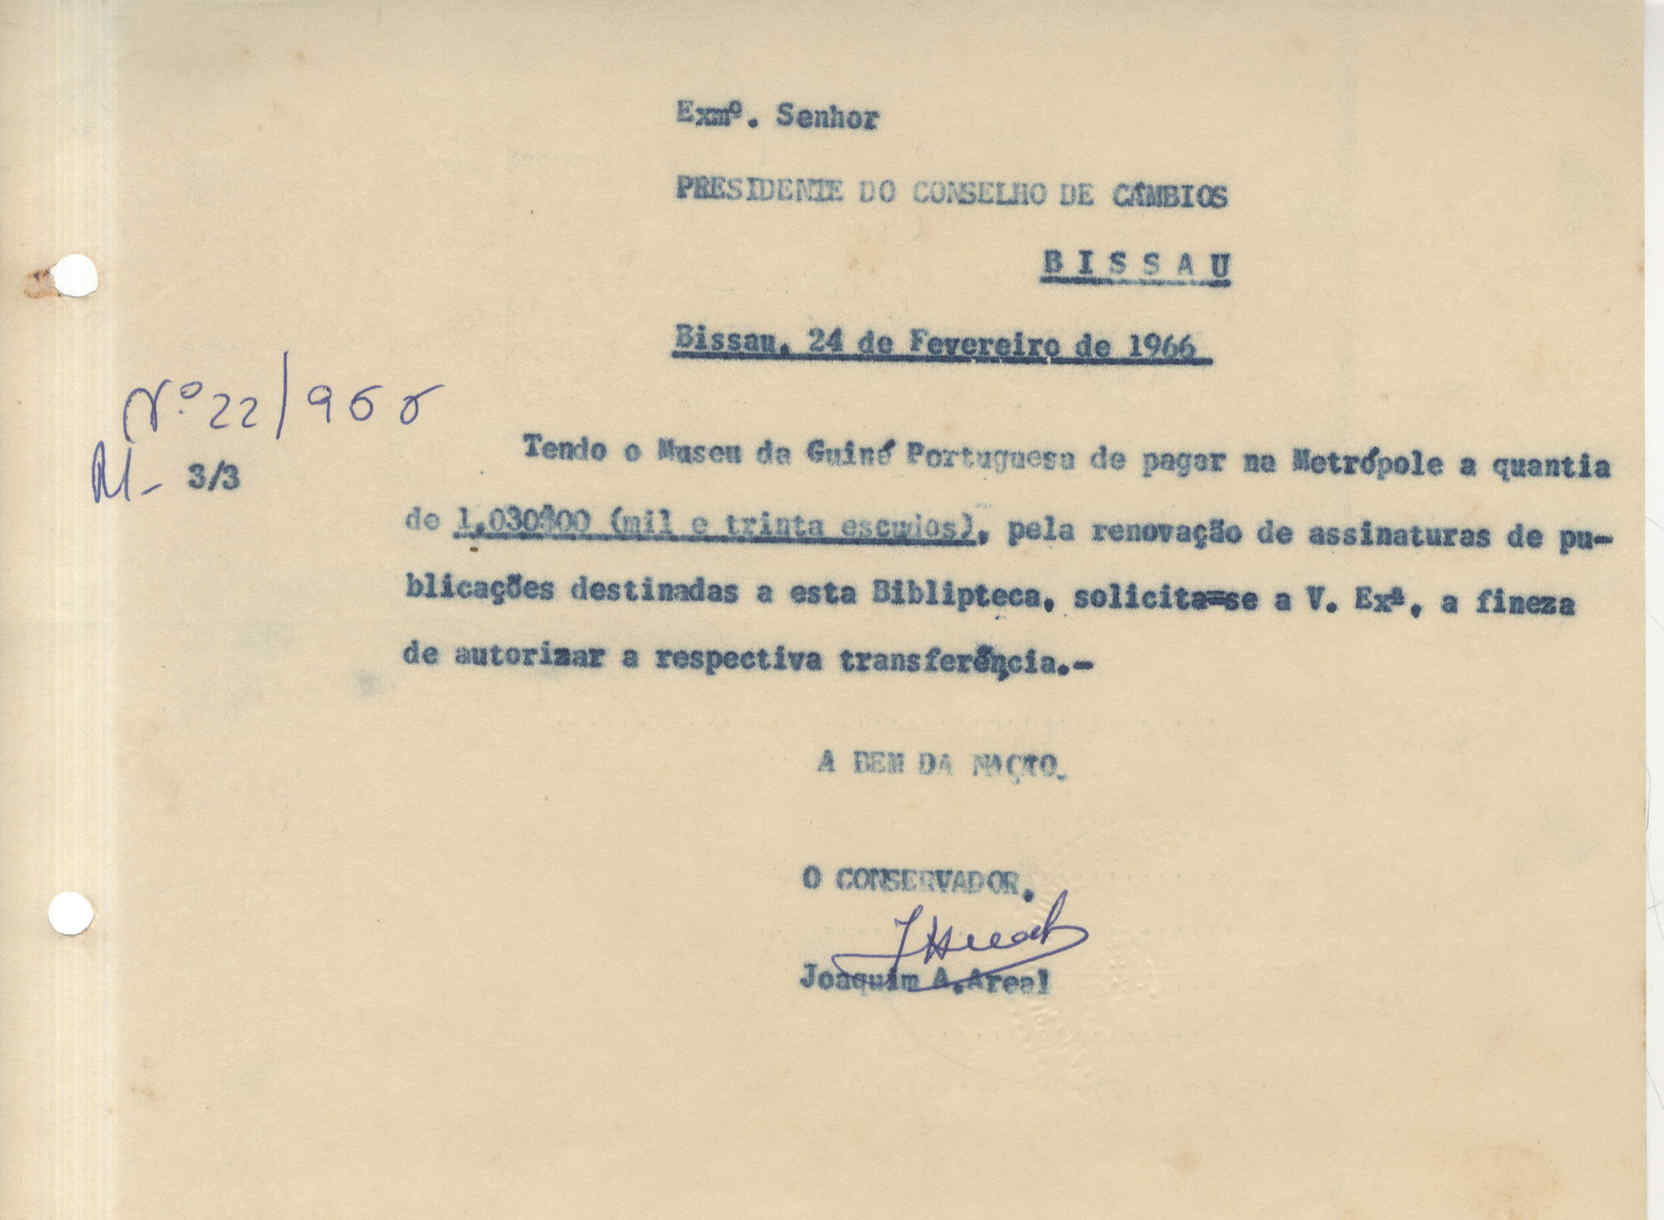 Exmº. Senhor
PRESIDENTE DO CONSELHO DE CÂMBIOS
B I S S A U
Bissau, 24 de Fevereiro de 1966
Nº 22/966
3/3
Tendo o Museu da Guiné Portuguesa de pagar na Metrópole a quantia
de 1.030$00 (mil e trinta escudos), pela renovação de assinaturas de pu-
blicações destinadas a esta Biblipteca, solicita=se a V. Exª, a fineza
de autorizar a respectiva transferência.-
A BEM DA NAÇÃO.
O CONSERVADOR.
Joaquim A.Areal